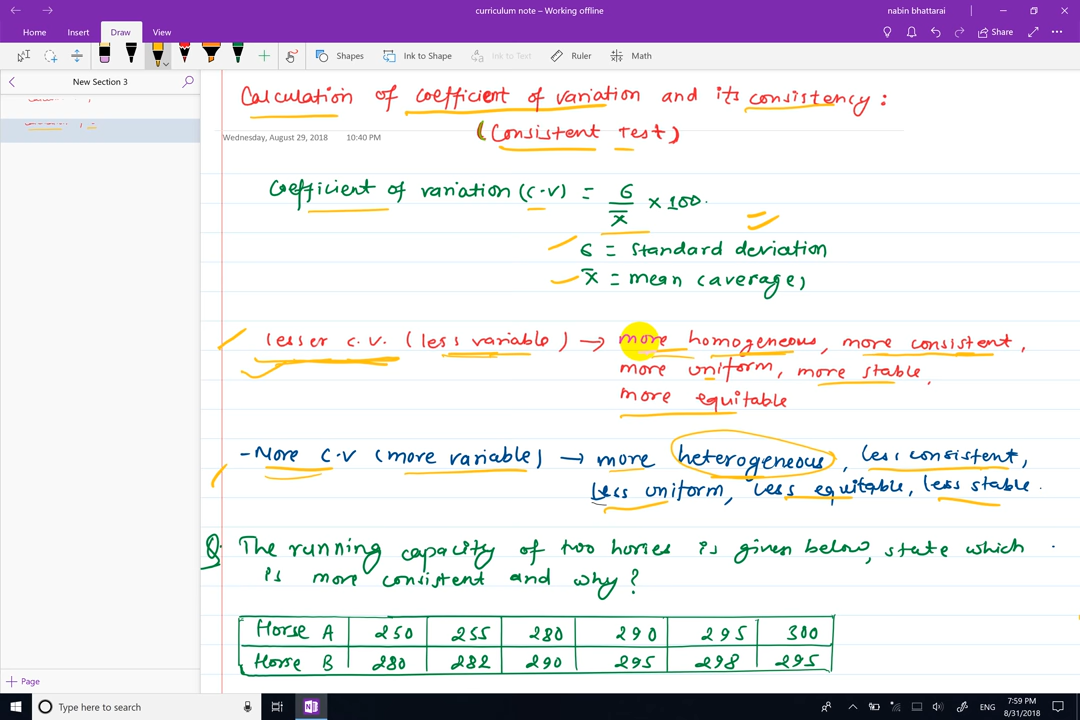 curriculum note – Working offline
nabin bhattarai
Home Insert Draw View
Share
Shapes Ink to Shape Ink to Text Ruler Math
New Section 3
Calculation of coefficient of variation and its consistency :
Wednesday, August 29, 2018 10:40 PM
(Consistent Test)
Coefficient of variation (C.V) = σ / x̄ × 100.
σ = standard deviation
x̄ = mean (average)
lesser c.v. (less variable) → more homogeneous, more consistent,
more uniform, more stable,
more equitable
- More C.V (more variable) → more heterogeneous, less consistent,
less uniform, less equitable, less stable.
Q. The running capacity of two horses is given below, state which
is more consistent and why?
Horse A 250 255 280 290 295 300
Horse B 280 282 290 295 298 295
Page
Type here to search
ENG
7:59 PM
8/31/2018